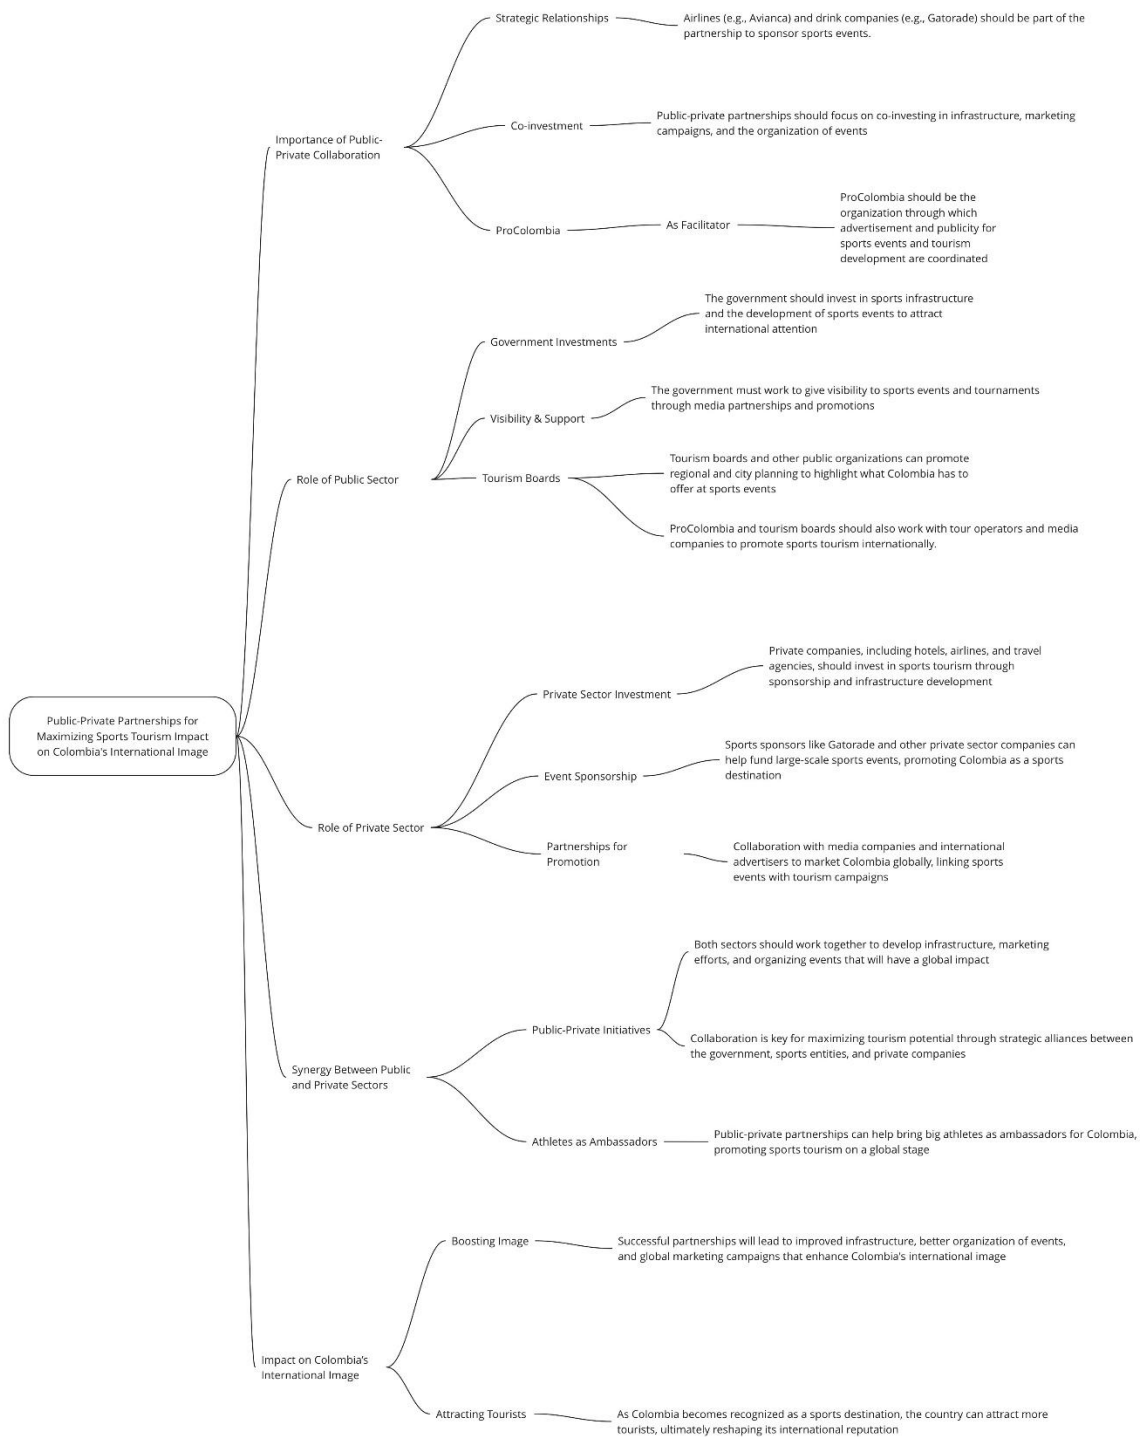 Public-Private Partnerships for
Maximizing Sports Tourism Impact
on Colombia's International Image
Importance of Public-
Private Collaboration
Strategic Relationships
Airlines (e.g., Avianca) and drink companies (e.g., Gatorade) should be part of the
partnership to sponsor sports events.
Co-investment
Public-private partnerships should focus on co-investing in infrastructure, marketing
campaigns, and the organization of events
ProColombia
As Facilitator
ProColombia should be the
organization through which
advertisement and publicity for
sports events and tourism
development are coordinated
Role of Public Sector
Government Investments
The government should invest in sports infrastructure
and the development of sports events to attract
international attention
Visibility & Support
The government must work to give visibility to sports events and tournaments
through media partnerships and promotions
Tourism Boards
Tourism boards and other public organizations can promote
regional and city planning to highlight what Colombia has to
offer at sports events
ProColombia and tourism boards should also work with tour operators and media
companies to promote sports tourism internationally.
Role of Private Sector
Private Sector Investment
Private companies, including hotels, airlines, and travel
agencies, should invest in sports tourism through
sponsorship and infrastructure development
Event Sponsorship
Sports sponsors like Gatorade and other private sector companies can
help fund large-scale sports events, promoting Colombia as a sports
destination
Partnerships for
Promotion
Collaboration with media companies and international
advertisers to market Colombia globally, linking sports
events with tourism campaigns
Synergy Between Public
and Private Sectors
Public-Private Initiatives
Both sectors should work together to develop infrastructure, marketing
efforts, and organizing events that will have a global impact
Collaboration is key for maximizing tourism potential through strategic alliances between
the government, sports entities, and private companies
Athletes as Ambassadors
Public-private partnerships can help bring big athletes as ambassadors for Colombia,
promoting sports tourism on a global stage
Impact on Colombia's
International Image
Boosting Image
Successful partnerships will lead to improved infrastructure, better organization of events,
and global marketing campaigns that enhance Colombia's international image
Attracting Tourists
As Colombia becomes recognized as a sports destination, the country can attract more
tourists, ultimately reshaping its international reputation